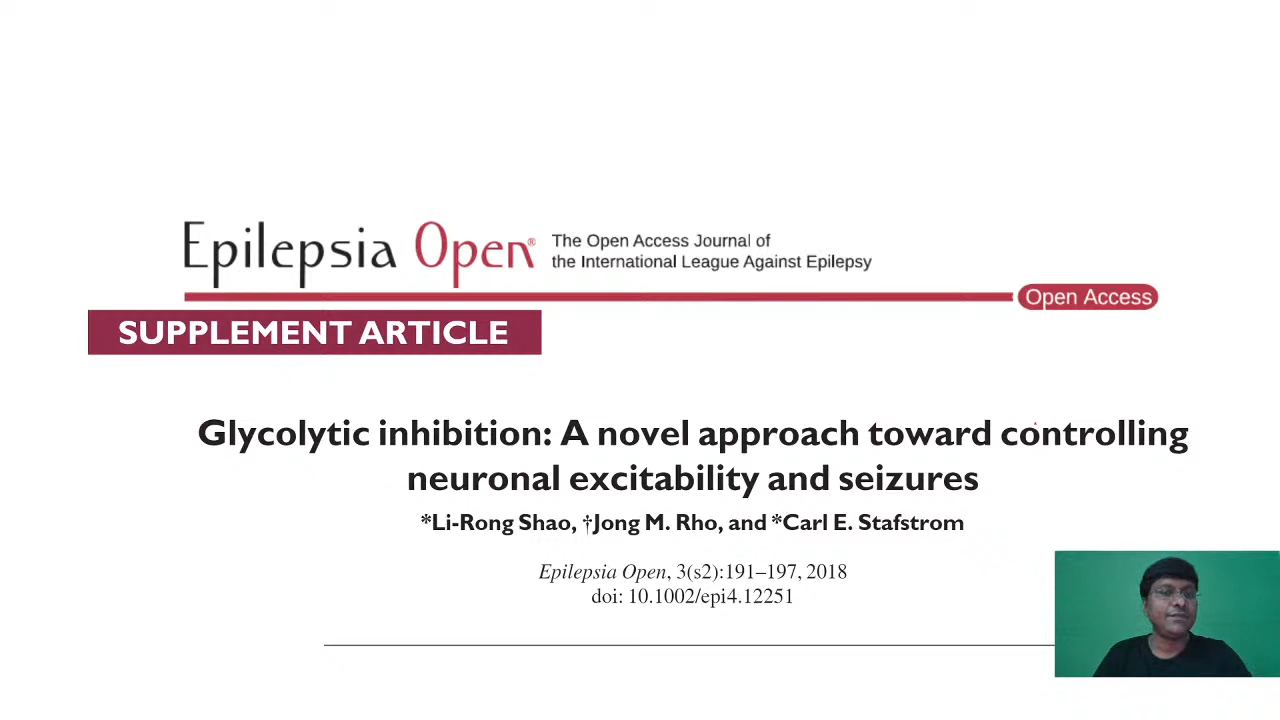 Epilepsia Open®
The Open Access Journal of
the International League Against Epilepsy
Open Access
SUPPLEMENT ARTICLE
Glycolytic inhibition: A novel approach toward controlling
neuronal excitability and seizures
*Li-Rong Shao, †Jong M. Rho, and *Carl E. Stafstrom
Epilepsia Open, 3(s2):191–197, 2018
doi: 10.1002/epi4.12251